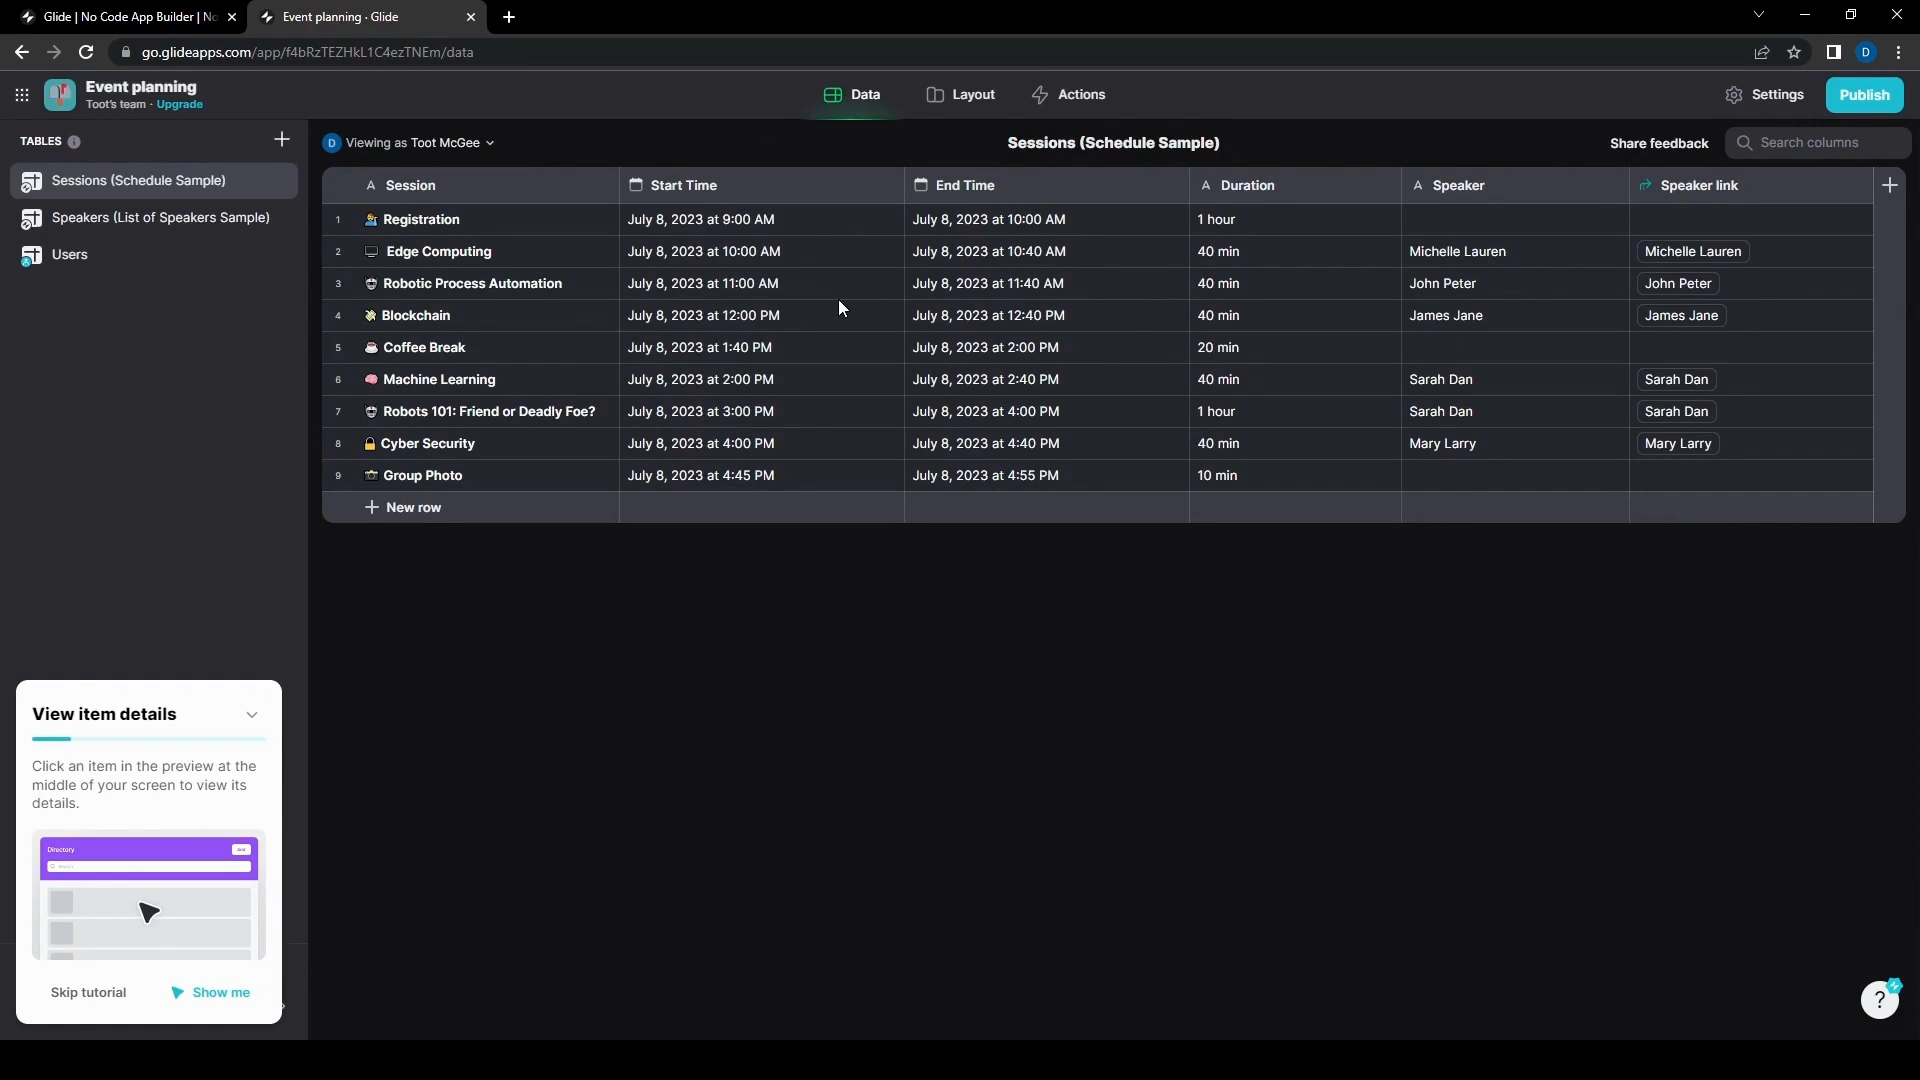 Glide | No Code App Builder | No
Event planning · Glide
go.glideapps.com/app/f4bRzTEZHkL1C4ezTNEm/data
D
Event planning
Toot's team · Upgrade
Data
Layout
Actions
Settings
Publish
TABLES
Sessions (Schedule Sample)
Speakers (List of Speakers Sample)
Users
D Viewing as Toot McGee
Sessions (Schedule Sample)
Share feedback
Search columns
Session Start Time End Time Duration Speaker Speaker link
1 Registration July 8, 2023 at 9:00 AM July 8, 2023 at 10:00 AM 1 hour
2 Edge Computing July 8, 2023 at 10:00 AM July 8, 2023 at 10:40 AM 40 min Michelle Lauren Michelle Lauren
3 Robotic Process Automation July 8, 2023 at 11:00 AM July 8, 2023 at 11:40 AM 40 min John Peter John Peter
4 Blockchain July 8, 2023 at 12:00 PM July 8, 2023 at 12:40 PM 40 min James Jane James Jane
5 Coffee Break July 8, 2023 at 1:40 PM July 8, 2023 at 2:00 PM 20 min
6 Machine Learning July 8, 2023 at 2:00 PM July 8, 2023 at 2:40 PM 40 min Sarah Dan Sarah Dan
7 Robots 101: Friend or Deadly Foe? July 8, 2023 at 3:00 PM July 8, 2023 at 4:00 PM 1 hour Sarah Dan Sarah Dan
8 Cyber Security July 8, 2023 at 4:00 PM July 8, 2023 at 4:40 PM 40 min Mary Larry Mary Larry
9 Group Photo July 8, 2023 at 4:45 PM July 8, 2023 at 4:55 PM 10 min
New row
View item details
Click an item in the preview at the
middle of your screen to view its
details.
Directory
Add
Skip tutorial
Show me
?